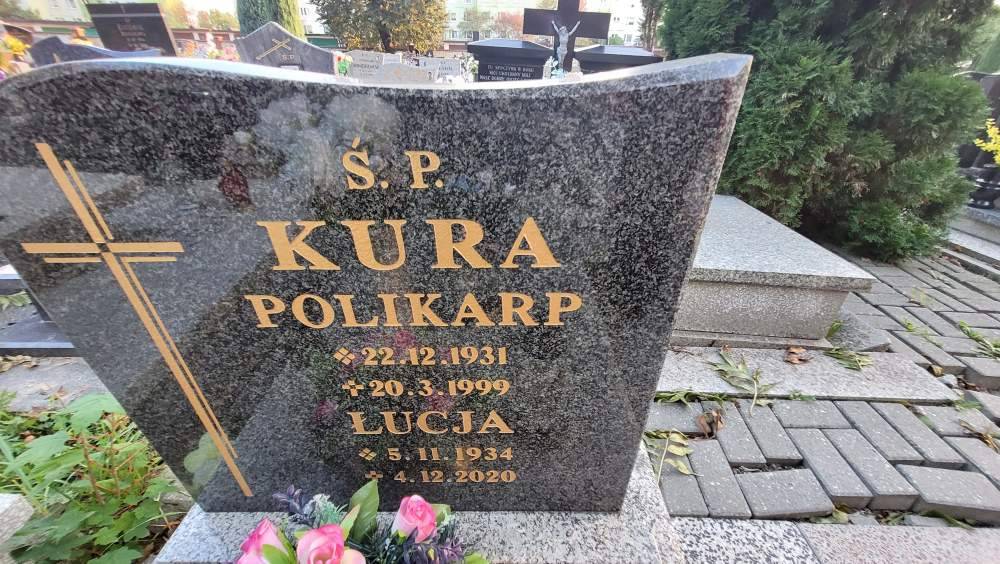 Ś. P.
KURA
POLIKARP
❖ 22.12.1931
✢ 20.3.1999
ŁUCJA
❖ 5.11.1934
✢ 4.12.2020